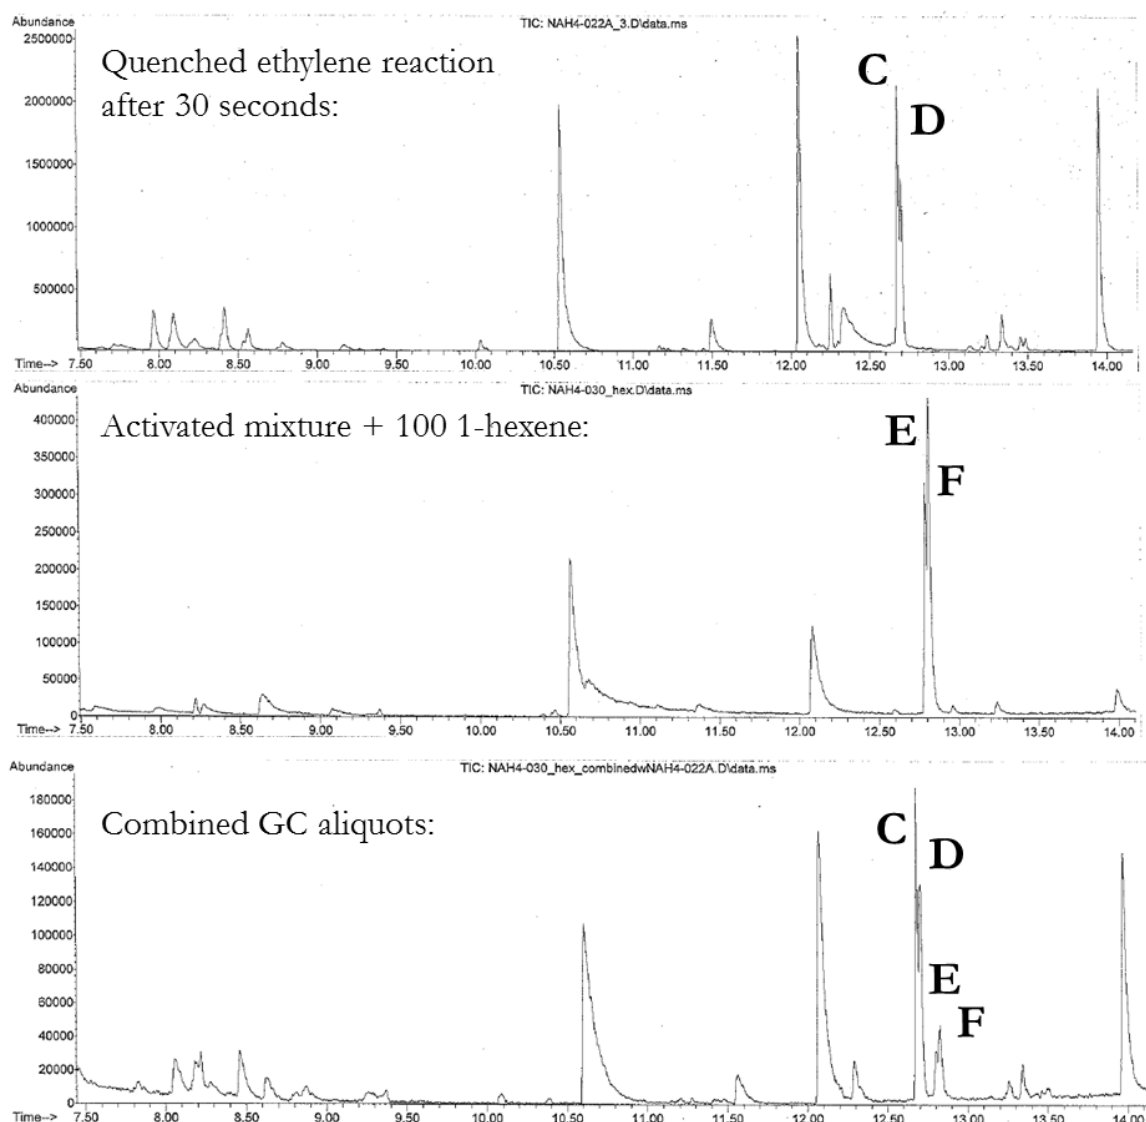 Abundance
TIC: NAH4-022A_3.D\data.ms
2500000
Quenched ethylene reaction
after 30 seconds:
C
D
2000000
1500000
1000000
500000
Time--> 7.50 8.00 8.50 9.00 9.50 10.00 10.50 11.00 11.50 12.00 12.50 13.00 13.50 14.00
Abundance
TIC: NAH4-030_hex.D\data.ms
400000
Activated mixture + 100 1-hexene:
E
F
350000
300000
250000
200000
150000
100000
50000
0
Time--> 7.50 8.00 8.50 9.00 9.50 10.00 10.50 11.00 11.50 12.00 12.50 13.00 13.50 14.00
Abundance
TIC: NAH4-030_hex_combinedwNAH4-022A.D\data.ms
180000
Combined GC aliquots:
C
D
160000
140000
120000
100000
80000
E
F
60000
40000
20000
0
Time--> 7.50 8.00 8.50 9.00 9.50 10.00 10.50 11.00 11.50 12.00 12.50 13.00 13.50 14.00